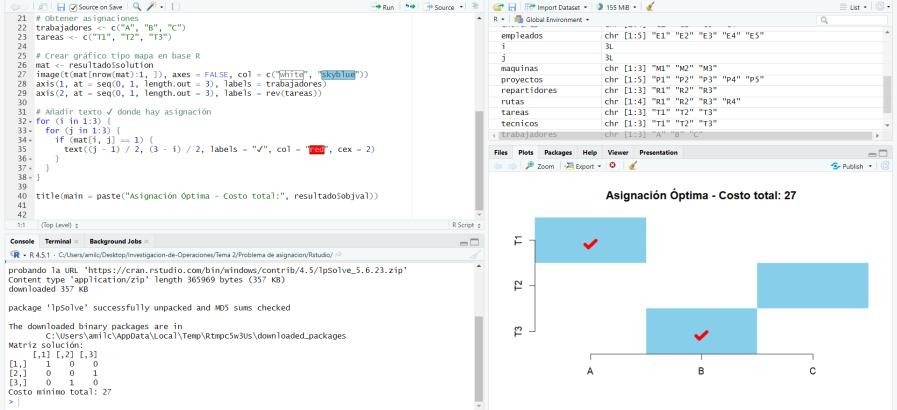 Source on Save
Run
Source
21 # Obtener asignaciones
22 trabajadores <- c("A", "B", "C")
23 tareas <- c("T1", "T2", "T3")
24
25 # Crear gráfico tipo mapa en base R
26 mat <- resultado$solution
27 image(t(mat[nrow(mat):1, ]), axes = FALSE, col = c("white", "skyblue"))
28 axis(1, at = seq(0, 1, length.out = 3), labels = trabajadores)
29 axis(2, at = seq(0, 1, length.out = 3), labels = rev(tareas))
30
31 # Añadir texto ✓ donde hay asignación
32 for (i in 1:3) {
33 for (j in 1:3) {
34 if (mat[i, j] == 1) {
35 text((j - 1) / 2, (3 - i) / 2, labels = "✓", col = "red", cex = 2)
36 }
37 }
38 }
39
40 title(main = paste("Asignación Óptima - Costo total:", resultado$objval))
41
42
1:1 (Top Level) R Script
Console Terminal Background Jobs
R - R 4.5.1 · C:/Users/amilc/Desktop/Investigacion-de-Operaciones/Tema 2/Problema de asignacion/Rstudio/
probando la URL 'https://cran.rstudio.com/bin/windows/contrib/4.5/lpSolve_5.6.23.zip'
Content type 'application/zip' length 365969 bytes (357 KB)
downloaded 357 KB
package 'lpSolve' successfully unpacked and MD5 sums checked
The downloaded binary packages are in
C:\Users\amilc\AppData\Local\Temp\Rtmpc5w3Us\downloaded_packages
Matriz solución:
[,1] [,2] [,3]
[1,] 1 0 0
[2,] 0 0 1
[3,] 0 1 0
Costo mínimo total: 27
>
Import Dataset 155 MiB List
R Global Environment
empleados chr [1:5] "E1" "E2" "E3" "E4" "E5"
i 3L
j 3L
maquinas chr [1:3] "M1" "M2" "M3"
proyectos chr [1:5] "P1" "P2" "P3" "P4" "P5"
repartidores chr [1:3] "R1" "R2" "R3"
rutas chr [1:4] "R1" "R2" "R3" "R4"
tareas chr [1:3] "T1" "T2" "T3"
tecnicos chr [1:3] "T1" "T2" "T3"
trabajadores chr [1:3] "A" "B" "C"
Files Plots Packages Help Viewer Presentation
Zoom Export Publish
Asignación Óptima - Costo total: 27
T1
T2
T3
A B C